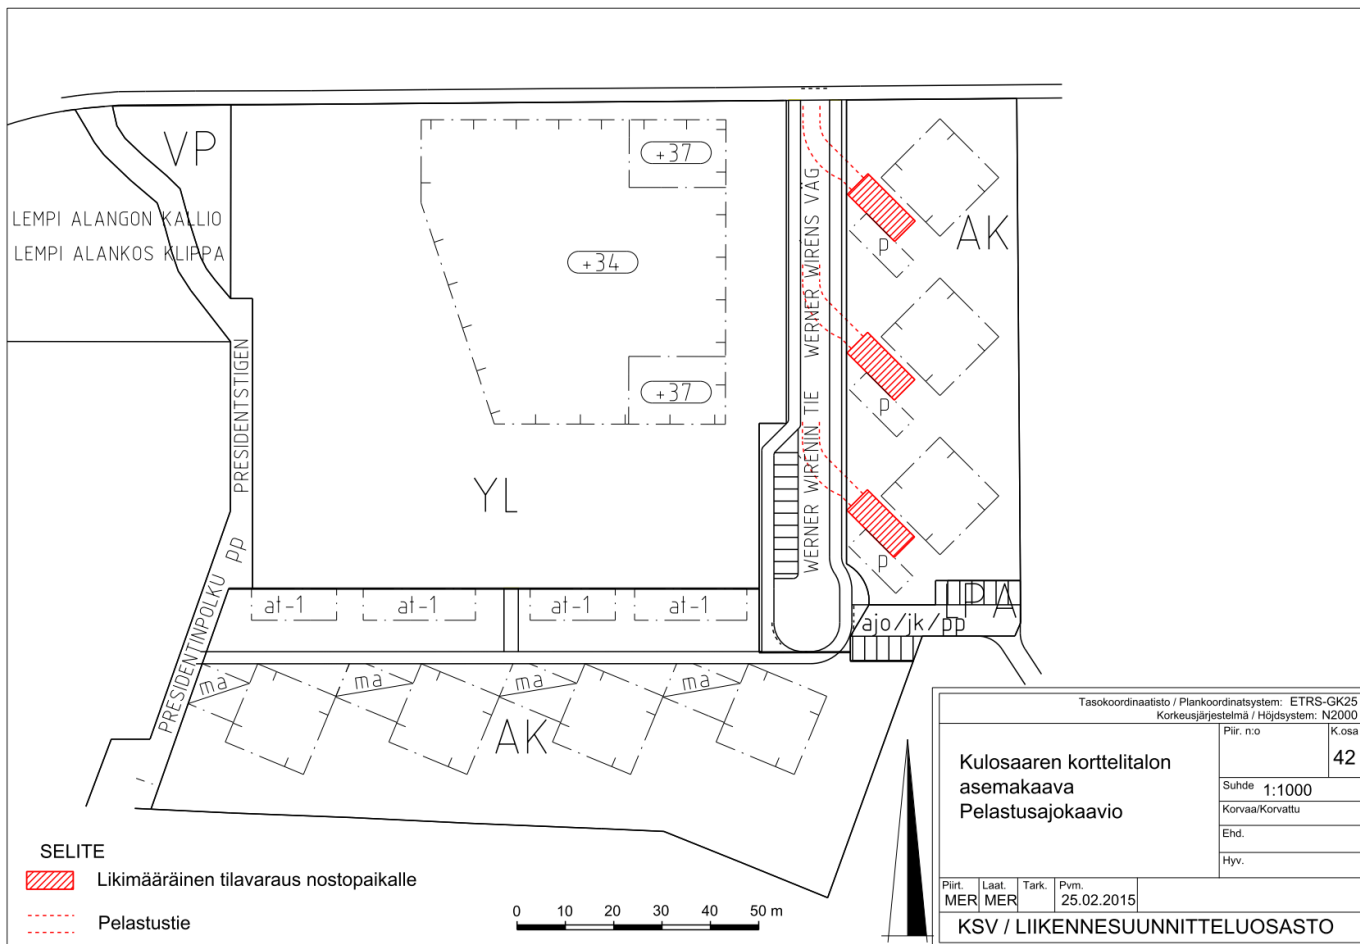 VP
+37
LEMPI ALANGON KALLIO
LEMPI ALANKOS KLIPPA
+34
AK
P
WERNER WIRENS VÄG
PRESIDENTSTIGEN
+37
P
WERNER WIRENIN TIE
YL
P
PRESIDENTINPOLKU pp
at-1
at-1
at-1
at-1
LPA
ajo/jk/pp
ma
ma
ma
ma
AK
Tasokoordinaatisto / Plankoordinatsystem: ETRS-GK25
Korkeusjärjestelmä / Höjdsystem: N2000
Kulosaaren korttelitalon
asemakaava
Pelastusajokaavio
Piir. n:o
K.osa
42
Suhde 1:1000
Korvaa/Korvattu
Ehd.
Hyv.
Piirt. Laat. Tark. Pvm.
MER MER 25.02.2015
KSV / LIIKENNESUUNNITTELUOSASTO
SELITE
Likimääräinen tilavaraus nostopaikalle
Pelastustie
0 10 20 30 40 50 m